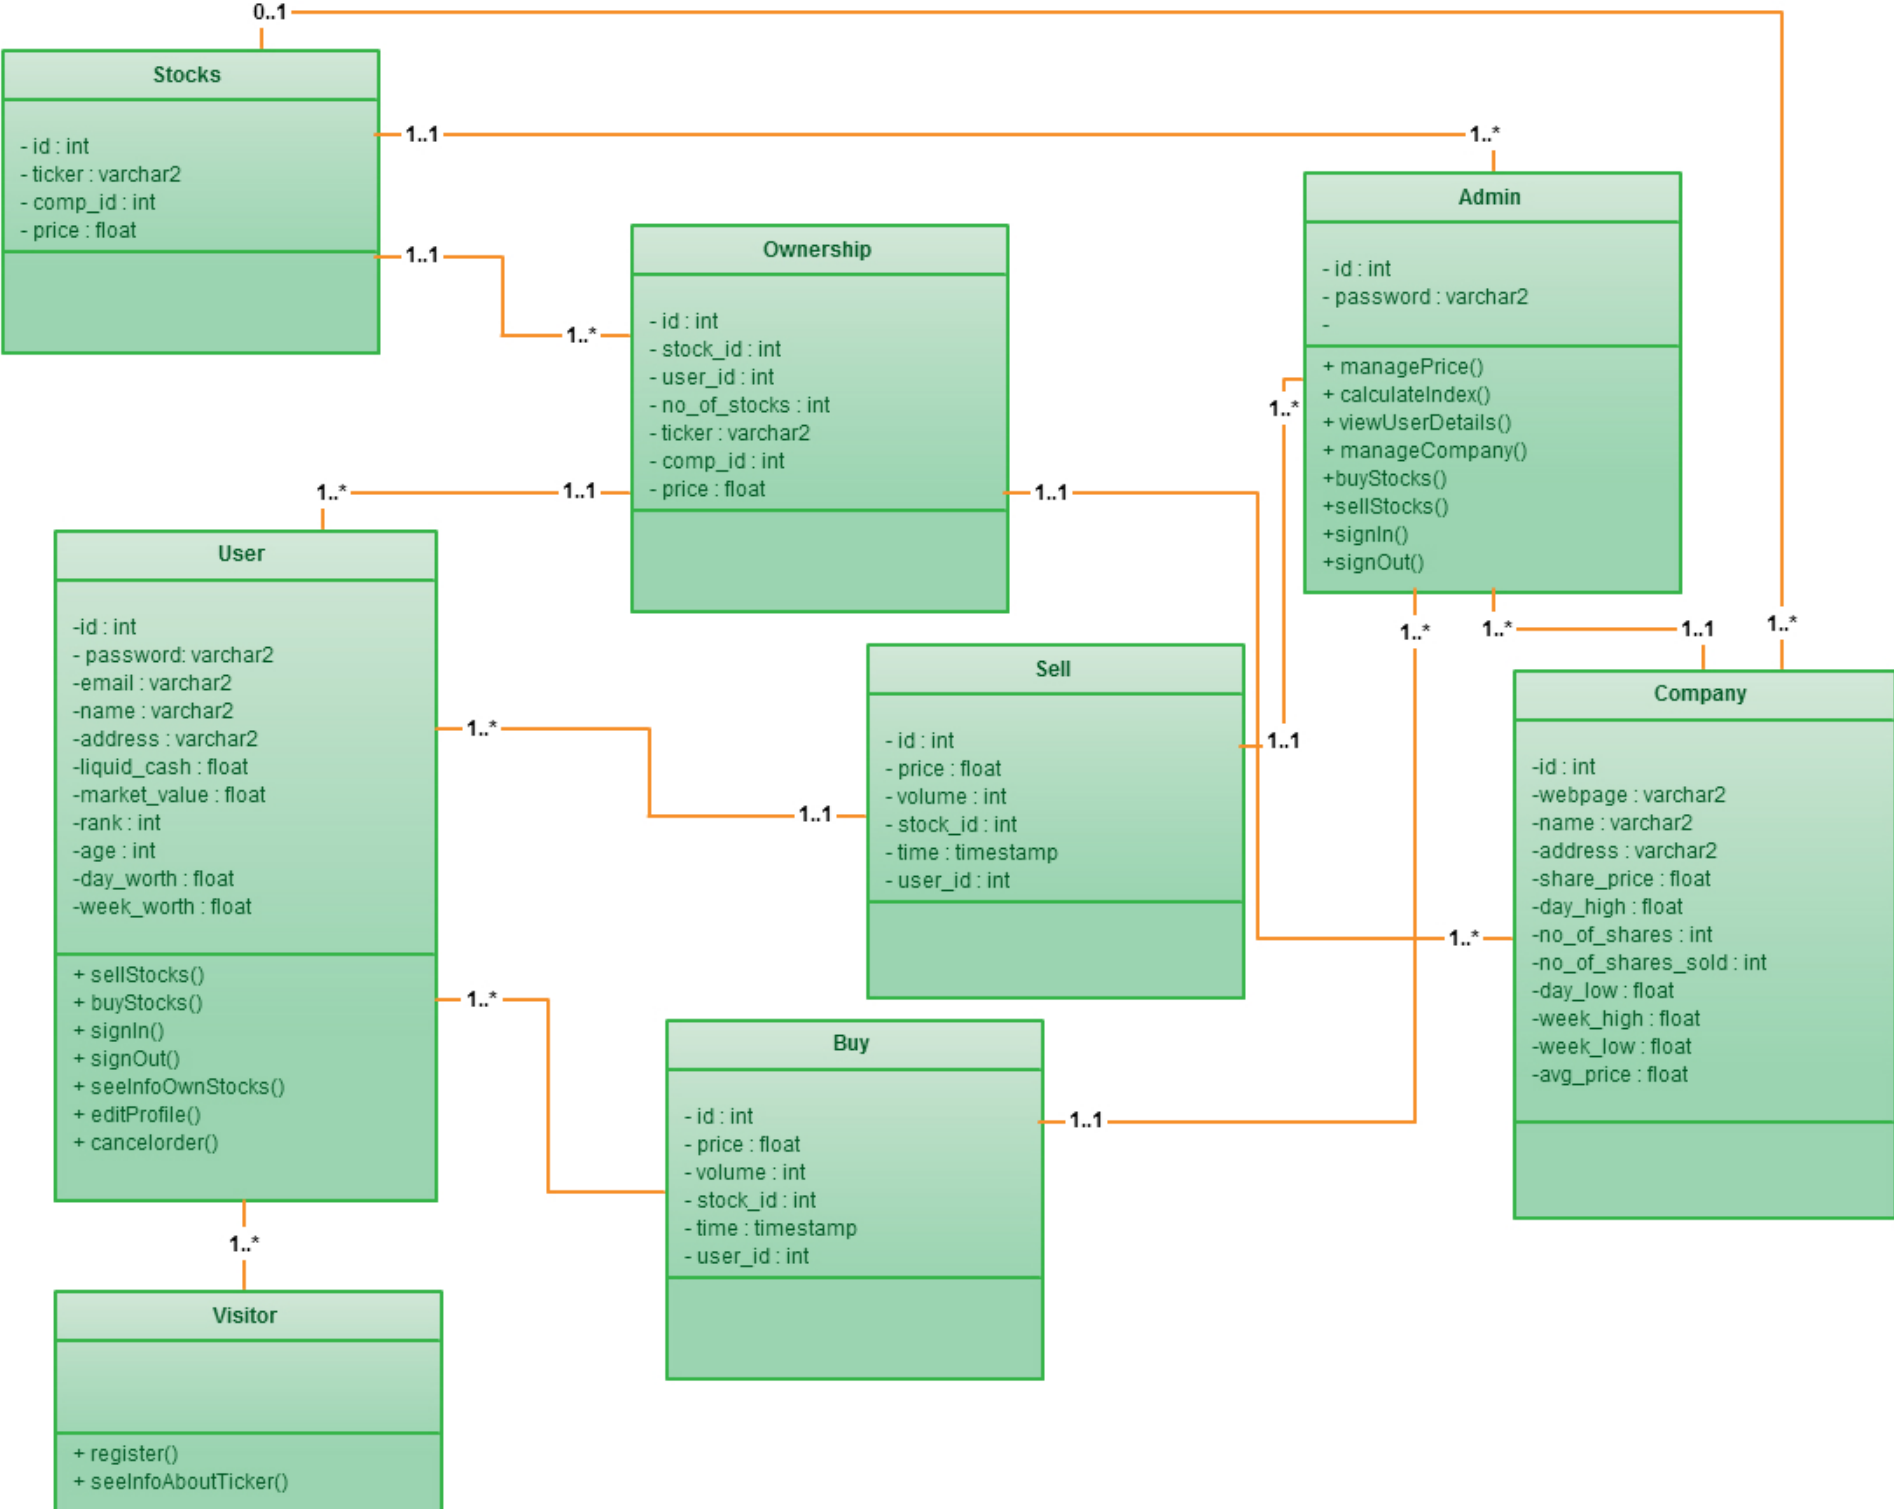 0..1
Stocks
- id : int
- ticker : varchar2
- comp_id : int
- price : float
1..1
1..*
1..1
1..*
Ownership
- id : int
- stock_id : int
- user_id : int
- no_of_stocks : int
- ticker : varchar2
- comp_id : int
- price : float
1..*
1..1
1..1
Admin
- id : int
- password : varchar2
-
+ managePrice()
+ calculateIndex()
+ viewUserDetails()
+ manageCompany()
+buyStocks()
+sellStocks()
+signIn()
+signOut()
1..*
1..*
1..*
1..1
1..*
User
-id : int
- password: varchar2
-email : varchar2
-name : varchar2
-address : varchar2
-liquid_cash : float
-market_value : float
-rank : int
-age : int
-day_worth : float
-week_worth : float
+ sellStocks()
+ buyStocks()
+ signIn()
+ signOut()
+ seeInfoOwnStocks()
+ editProfile()
+ cancelorder()
1..*
1..1
1..*
1..*
Sell
- id : int
- price : float
- volume : int
- stock_id : int
- time : timestamp
- user_id : int
1..1
1..*
Company
-id : int
-webpage : varchar2
-name : varchar2
-address : varchar2
-share_price : float
-day_high : float
-no_of_shares : int
-no_of_shares_sold : int
-day_low : float
-week_high : float
-week_low : float
-avg_price : float
Buy
- id : int
- price : float
- volume : int
- stock_id : int
- time : timestamp
- user_id : int
1..1
Visitor
+ register()
+ seeInfoAboutTicker()